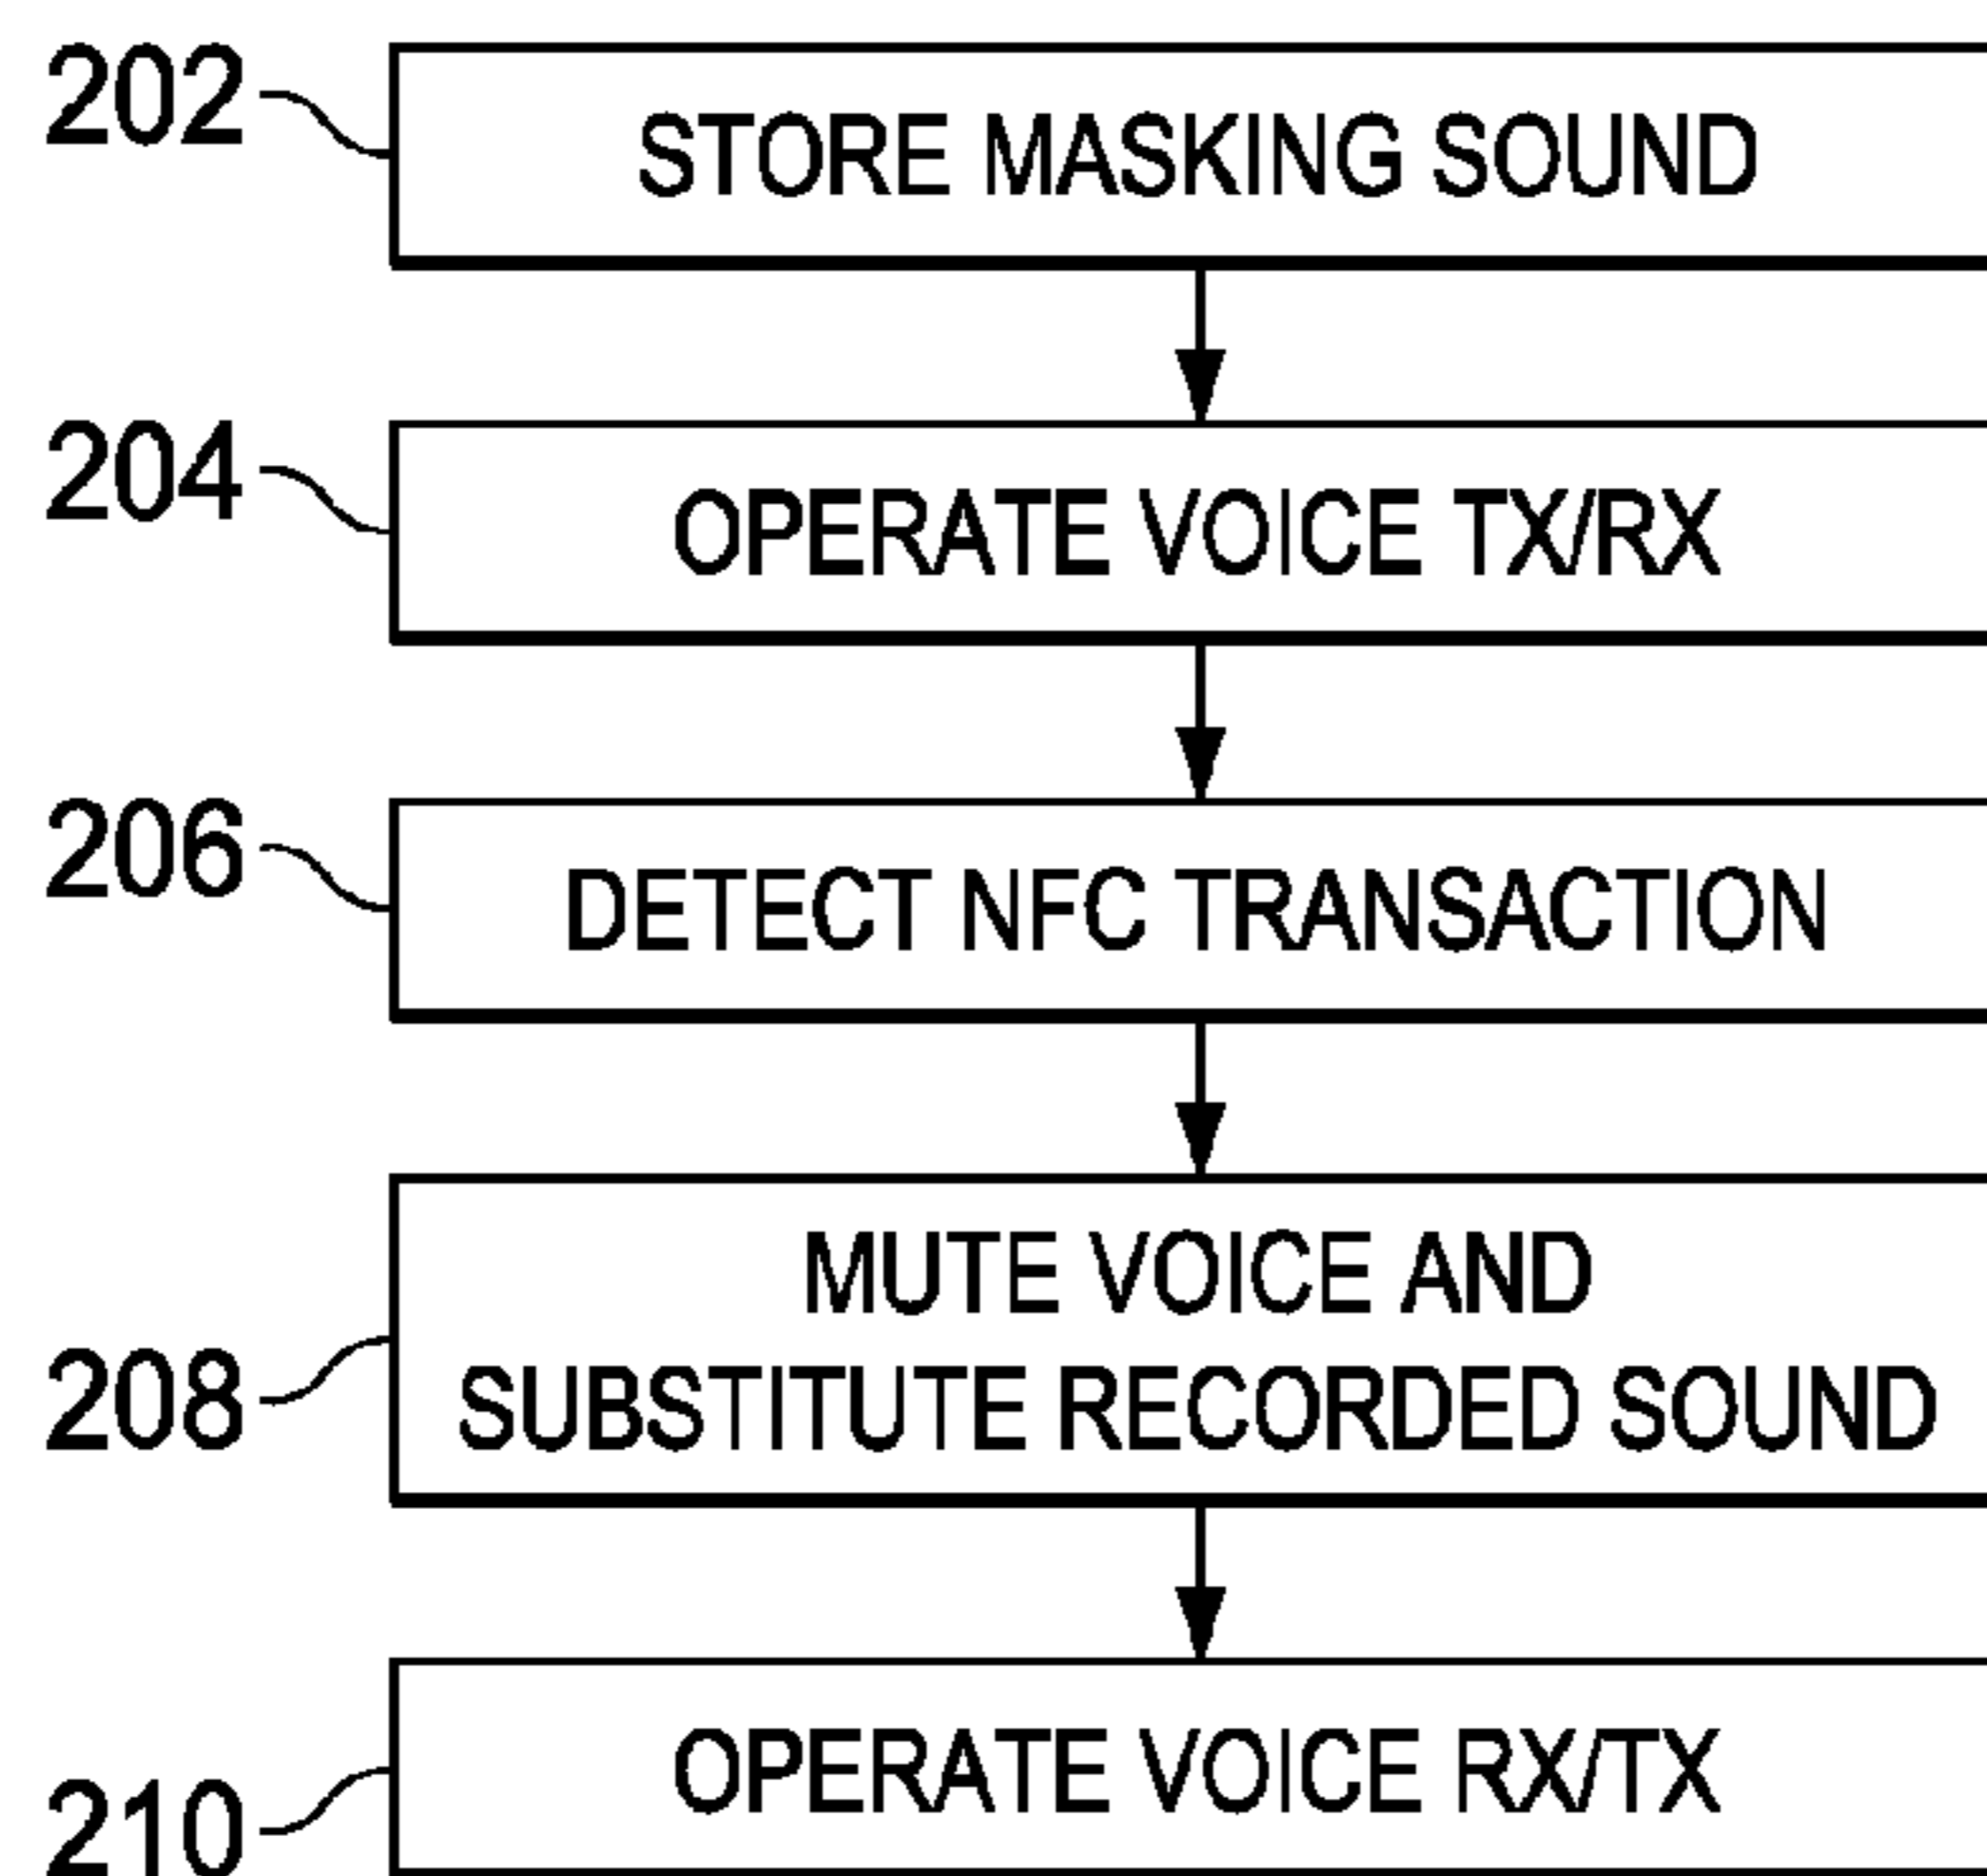 202
STORE MASKING SOUND
204
OPERATE VOICE TX/RX
206
DETECT NFC TRANSACTION
MUTE VOICE AND
208
SUBSTITUTE RECORDED SOUND
OPERATE VOICE RX/TX
210